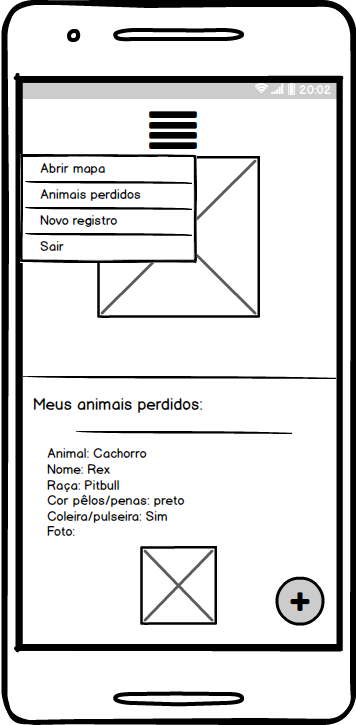 20:02
Abrir mapa
Animais perdidos
Novo registro
Sair
Meus animais perdidos:
Animal: Cachorro
Nome: Rex
Raça: Pitbull
Cor pêlos/penas: preto
Coleira/pulseira: Sim
Foto: